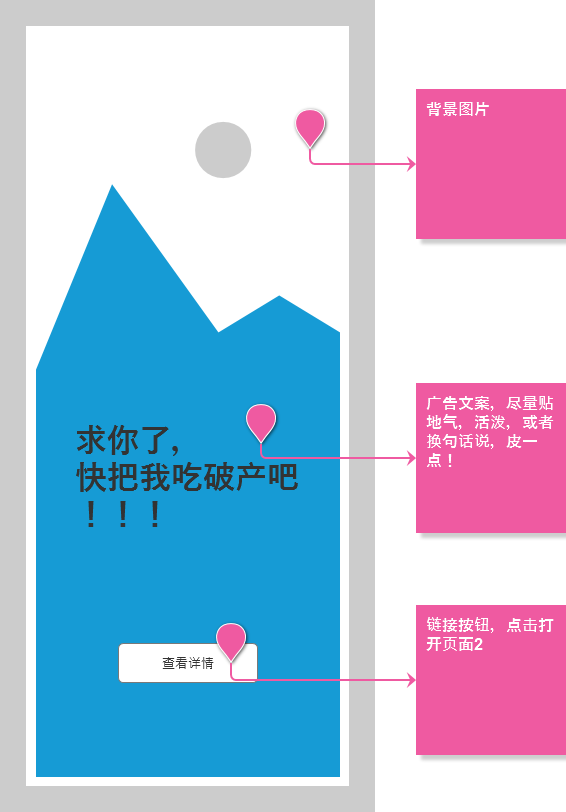 背景图片
广告文案，尽量贴
地气，活泼，或者
换句话说，皮一
点！
求你了，
快把我吃破产吧
！！！
链接按钮，点击打
开页面2
查看详情